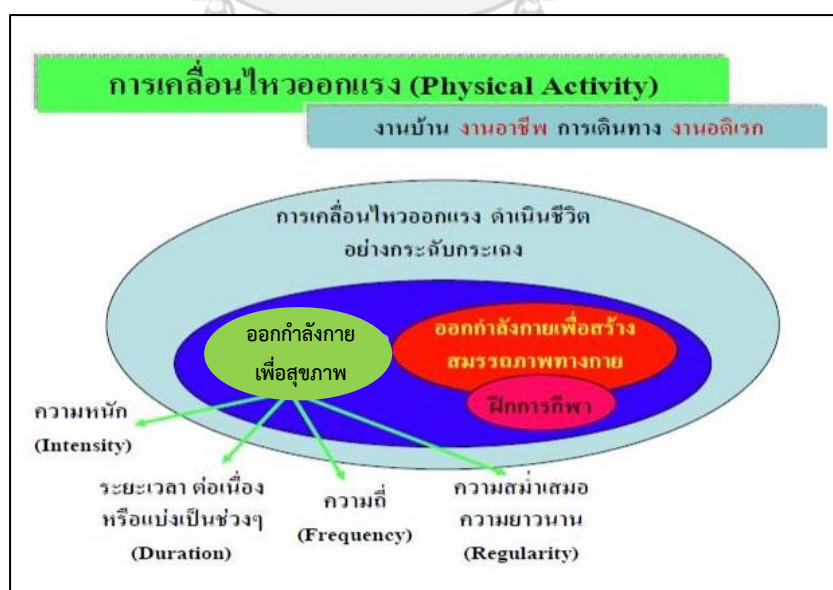 การเคลื่อนไหวออกแรง (Physical Activity)
งานบ้าน งานอาชีพ การเดินทาง งานอดิเรก
การเคลื่อนไหวออกแรง ดำเนินชีวิต
อย่างกระฉับกระเฉง
ออกกำลังกาย
เพื่อสุขภาพ
ออกกำลังกายเพื่อสร้าง
สมรรถภาพทางกาย
ฝึกการกีฬา
ความหนัก
(Intensity)
ระยะเวลา ต่อเนื่อง
หรือแบ่งเป็นช่วงๆ
(Duration)
ความถี่
(Frequency)
ความสม่ำเสมอ
ความยาวนาน
(Regularity)